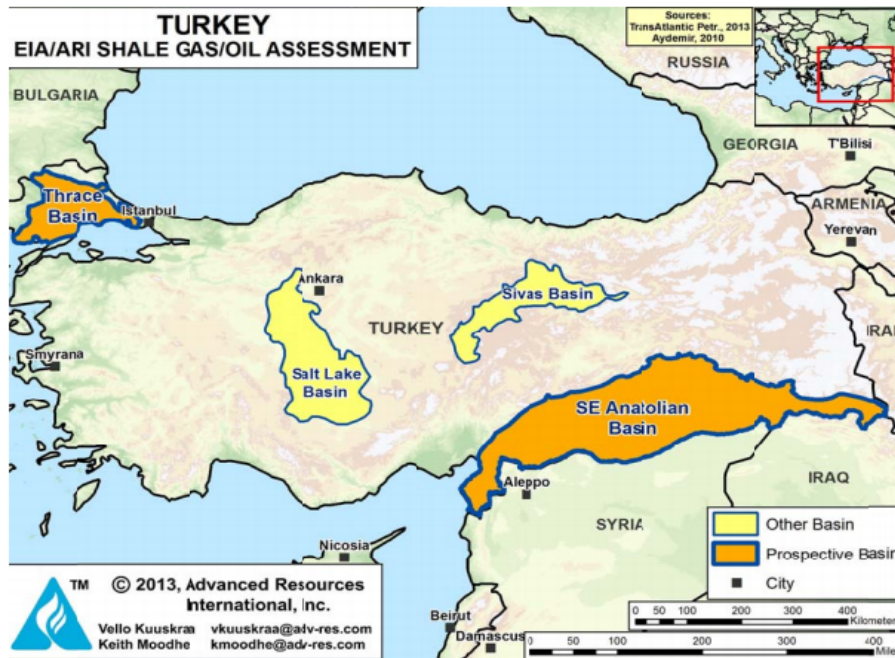 TURKEY
EIA/ARI SHALE GAS/OIL ASSESSMENT
Sources:
TransAtlantic Petr., 2013
Aydemir, 2010
RUSSIA
BULGARIA
GEORGIA
T'Bilisi
Thrace
Basin
Istanbul
ARMENIA
Yerevan
Ankara
Sivas Basin
TURKEY
IRA
Smyrana
Salt Lake
Basin
SE Anatolian
Basin
Aleppo
IRAQ
SYRIA
Other Basin
Prospective Basin
City
Nicosia
TM
© 2013, Advanced Resources
International, Inc.
Vello Kuuskraa vkuuskraa@adv-res.com
Keith Moodhe kmoodhe@adv-res.com
Beirut
Damascus
0 50 100 200 300 400
Kilometer
0 50 100 200 300 400
Mile